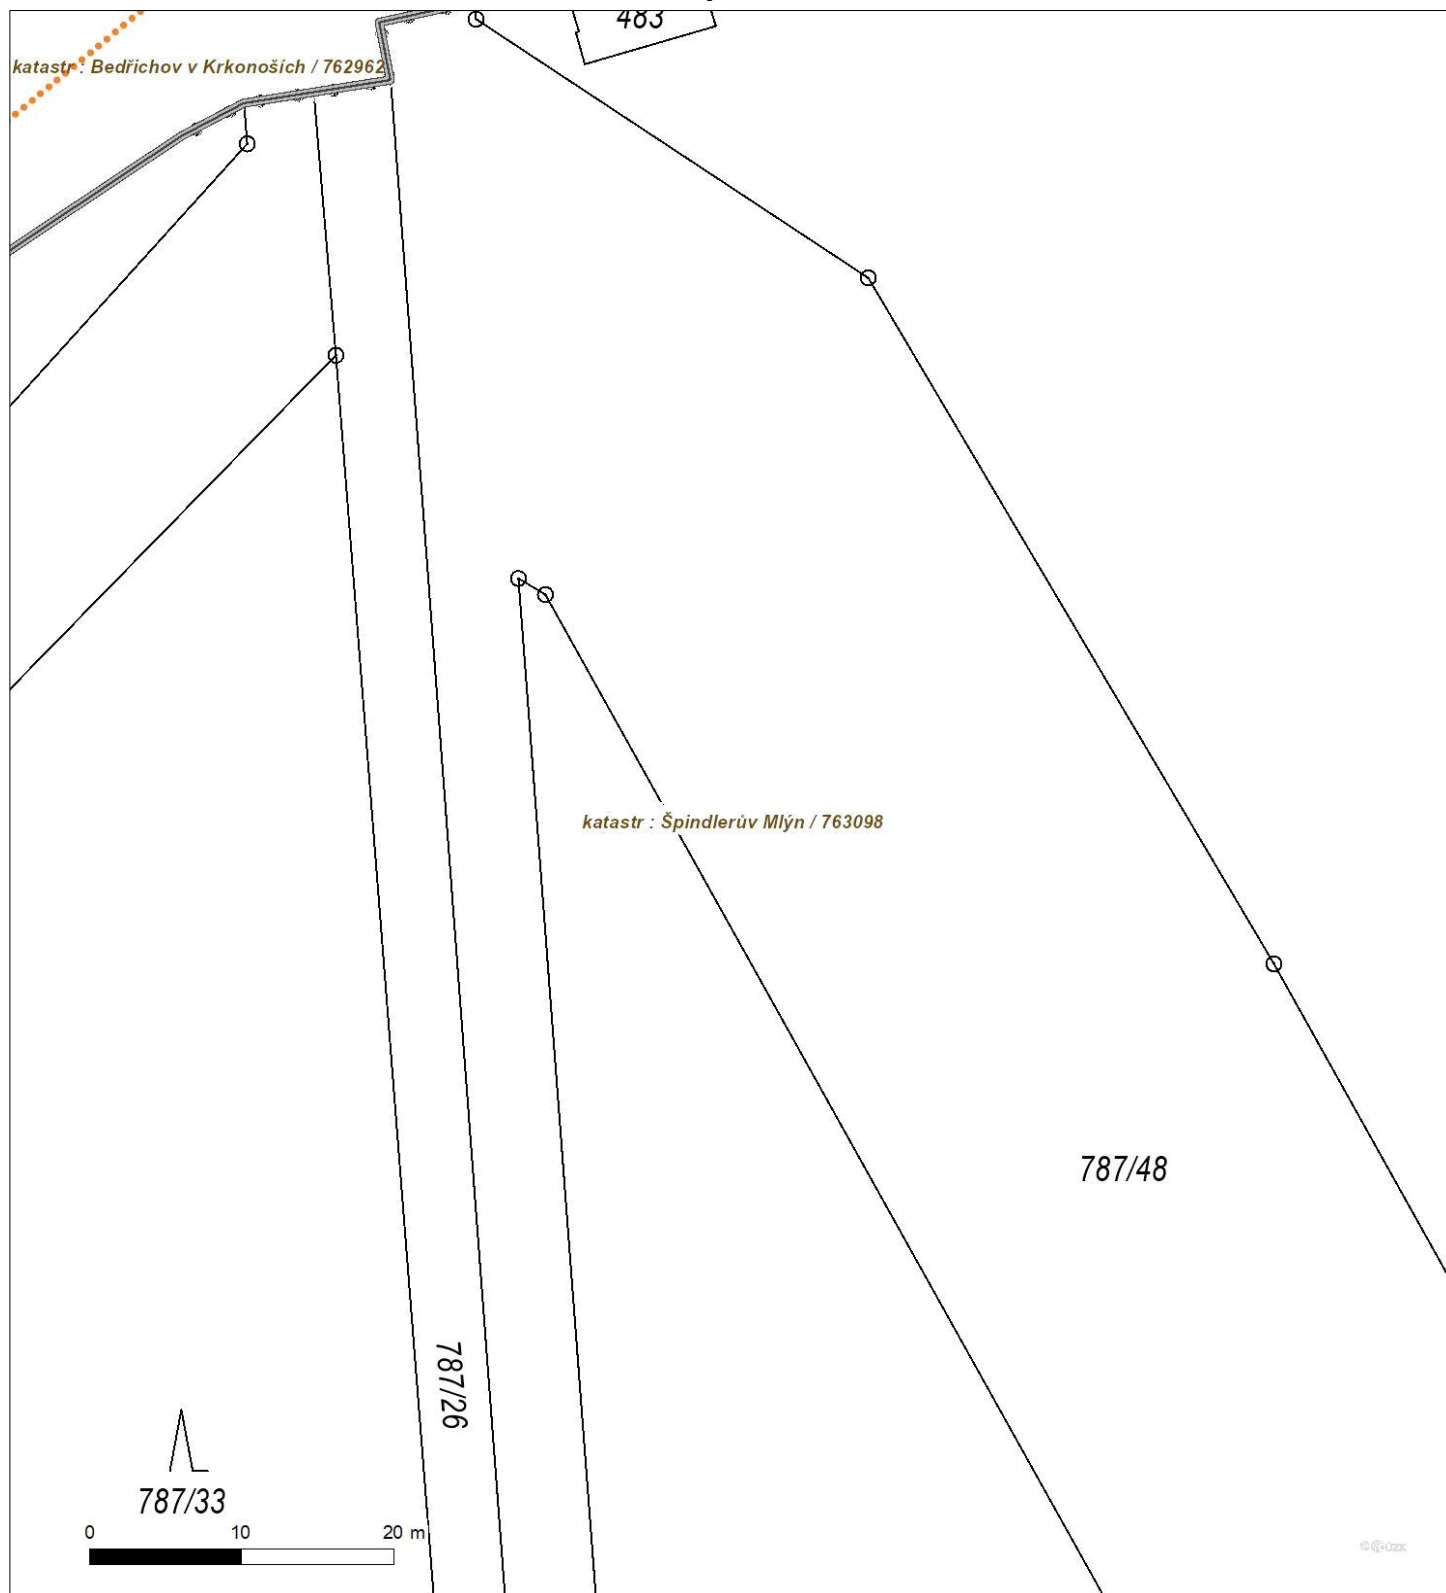 483
katastr : Bedřichov v Krkonoších / 762962
katastr : Špindlerův Mlýn / 763098
787/48
787/26
787/33
0 10 20 m